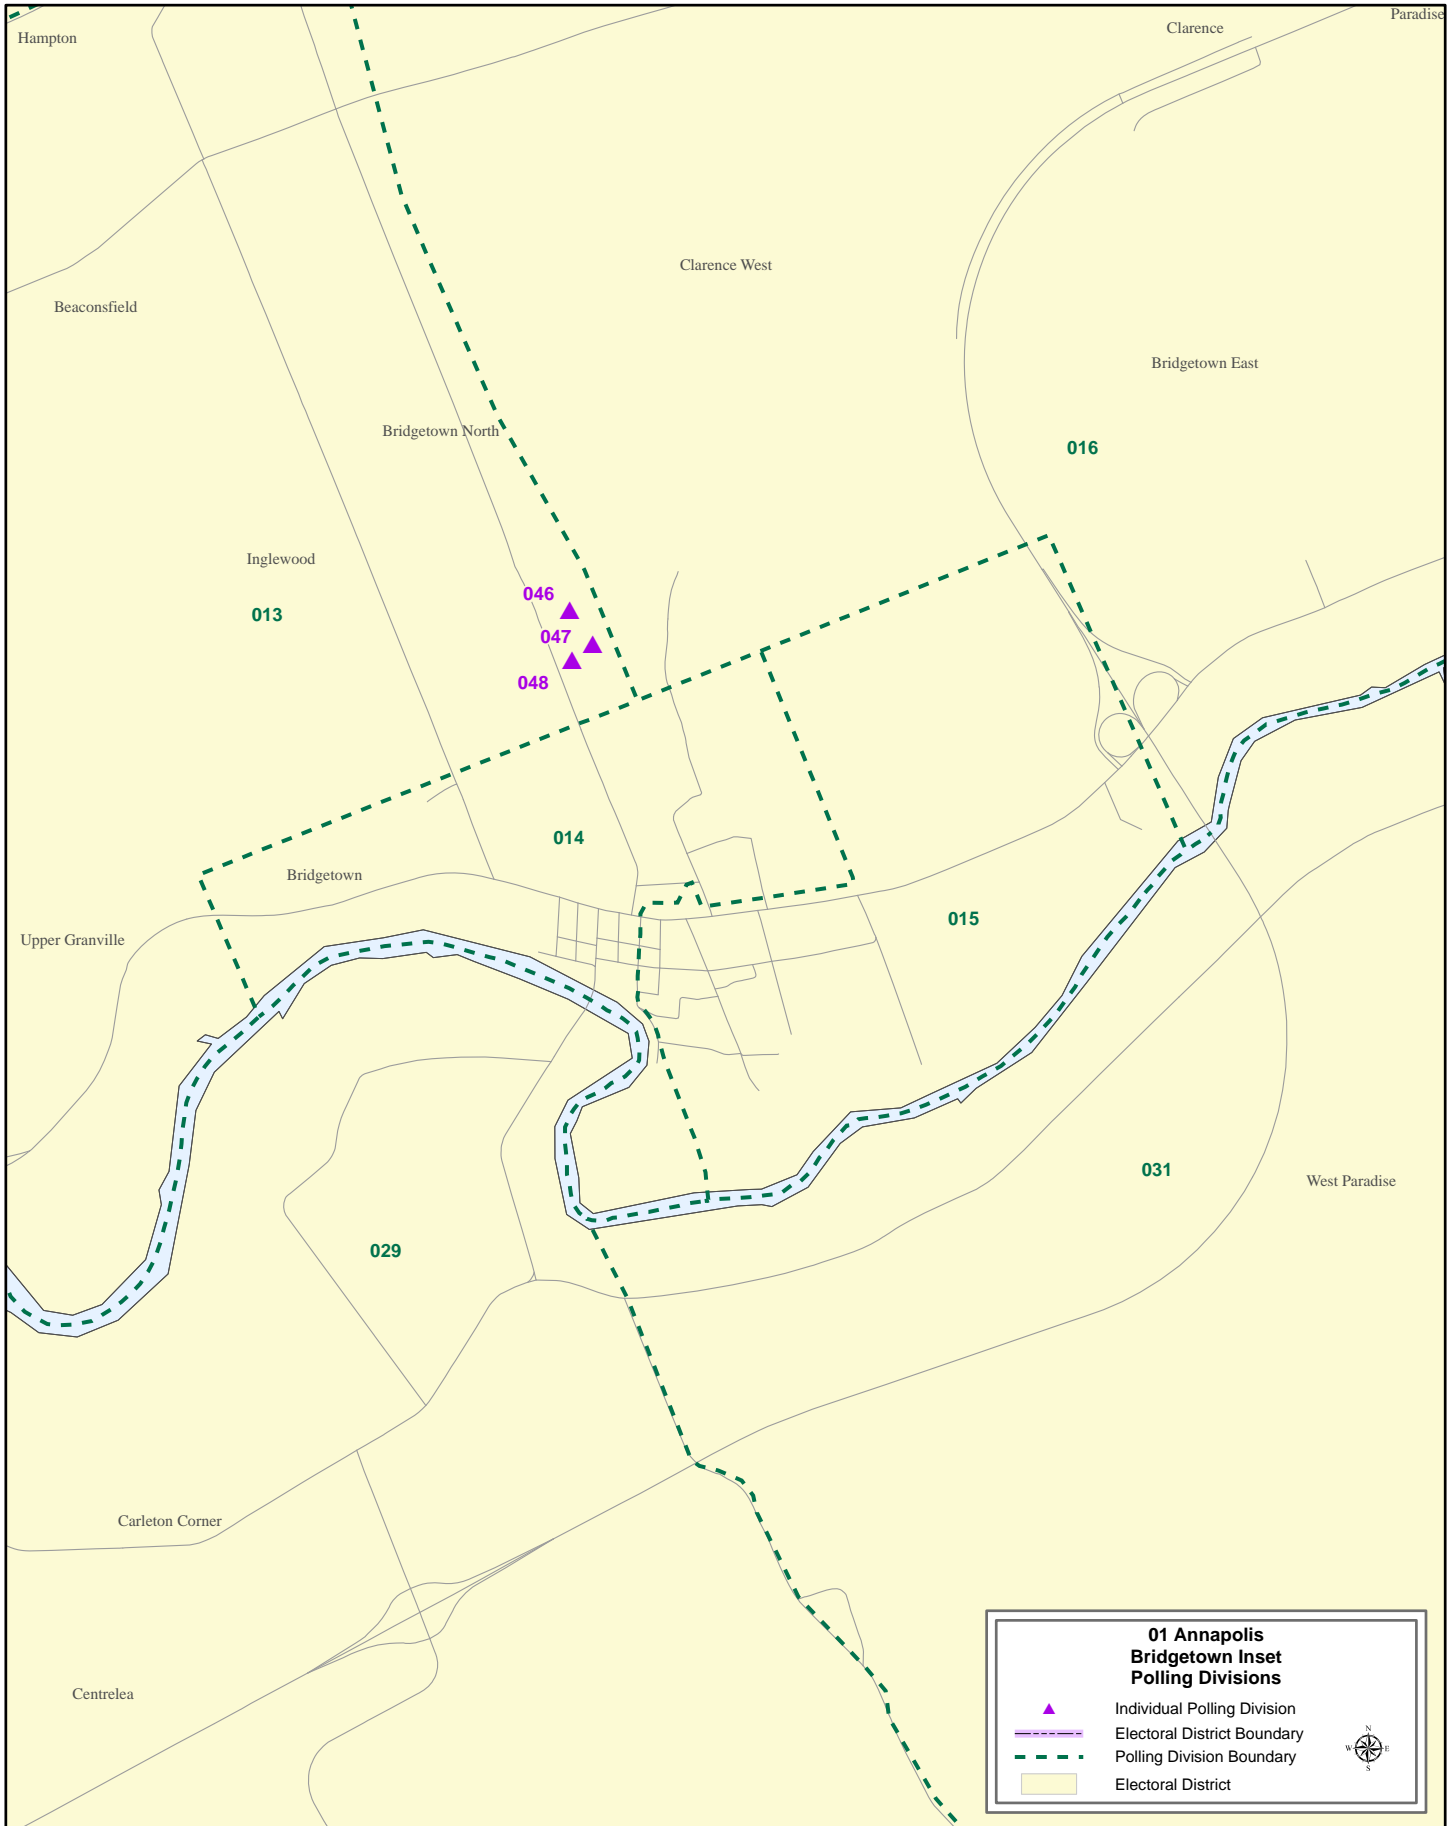 Paradise
Clarence
Hampton
Clarence West
Beaconsfield
Bridgetown East
Bridgetown North
016
Inglewood
046
013
047
048
014
Bridgetown
015
Upper Granville
031
West Paradise
029
Carleton Corner
Centrelea
01 Annapolis
Bridgetown Inset
Polling Divisions
Individual Polling Division
Electoral District Boundary
Polling Division Boundary
Electoral District
N
W E
S